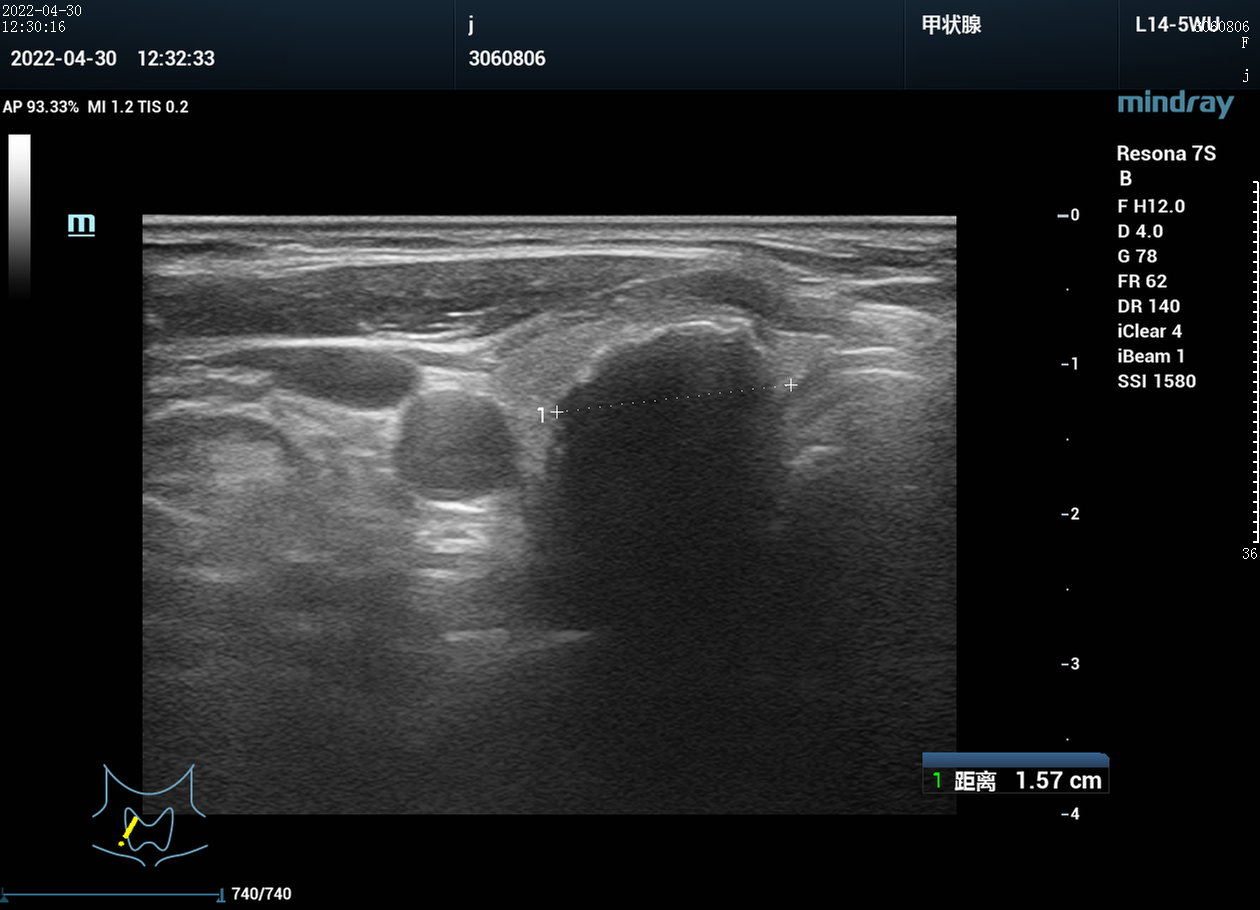 2022-04-30
12:30:16
2022-04-30 12:32:33
j
3060806
甲状腺
L14-5WU
3060806
F
j
AP 93.33% MI 1.2 TIS 0.2
mindray
Resona 7S
B
F H12.0
D 4.0
G 78
FR 62
DR 140
iClear 4
iBeam 1
SSI 1580
m
0
-1
-2
-3
-4
1
36
1 距离 1.57 cm
740/740